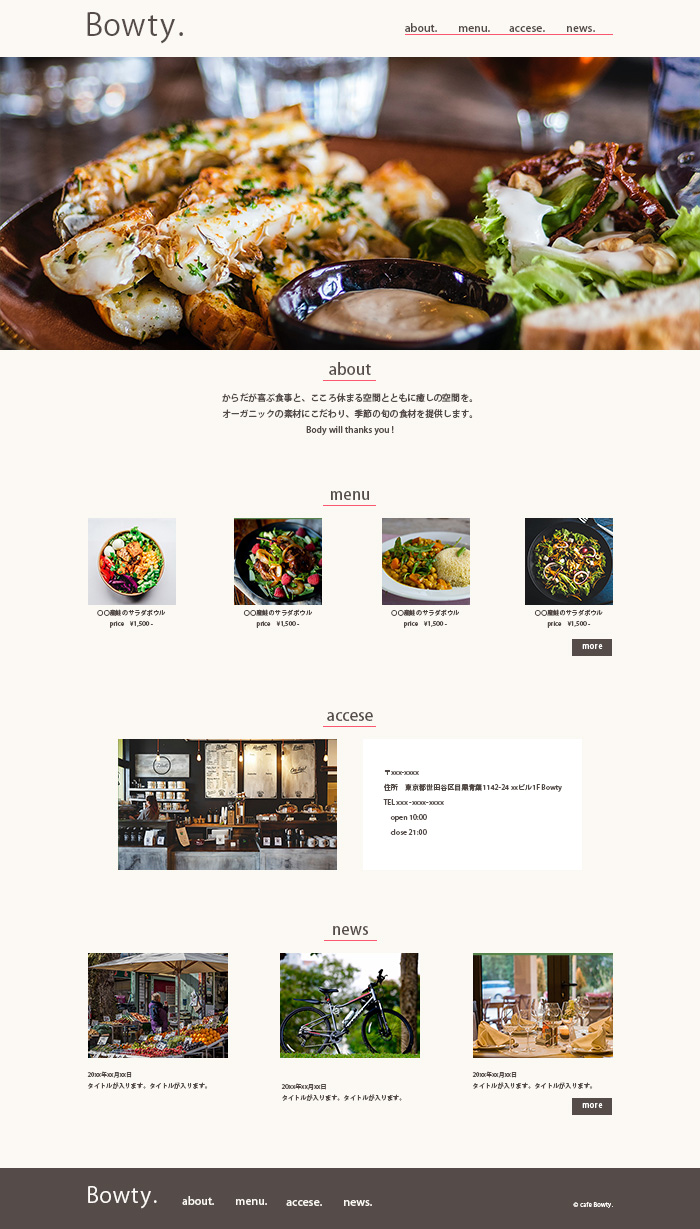 Bowty.
about. menu. accese. news.
about
からだが喜ぶ食事と、こころ休まる空間とともに癒しの空間を。
オーガニックの素材にこだわり、季節の旬の食材を提供します。
Body will thanks you !
menu
〇〇産鮭のサラダボウル 〇〇産鮭のサラダボウル 〇〇産鮭のサラダボウル 〇〇産鮭のサラダボウル
price ¥1,500 - price ¥1,500 - price ¥1,500 - price ¥1,500 -
more
accese
〒xxx-xxxx
住所 東京都世田谷区目黒青葉1142-24 xxビル1F Bowty
TEL xxx -xxxx-xxxx
open 10:00
close 21:00
news
20xx年xx月xx日
タイトルが入ります。タイトルが入ります。
20xx年xx月xx日
タイトルが入ります。タイトルが入ります。
20xx年xx月xx日
タイトルが入ります。タイトルが入ります。
more
Bowty. about. menu. accese. news.
© cafe Bowty.